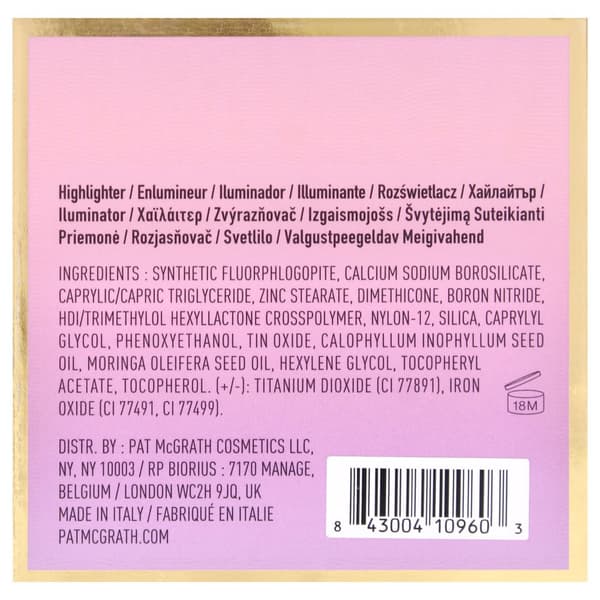 Highlighter / Enlumineur / Iluminador / Illuminante / Rozświetlacz / Хайлайтър /
Iluminator / Χαϊλάιτερ / Zvýrazňovač / Izgaismojošs / Švytėjimą Suteikianti
Priemonė / Rozjasňovač / Svetlilo / Valgustpeegeldav Meigivahend
INGREDIENTS : SYNTHETIC FLUORPHLOGOPITE, CALCIUM SODIUM BOROSILICATE,
CAPRYLIC/CAPRIC TRIGLYCERIDE, ZINC STEARATE, DIMETHICONE, BORON NITRIDE,
HDI/TRIMETHYLOL HEXYLLACTONE CROSSPOLYMER, NYLON-12, SILICA, CAPRYLYL
GLYCOL, PHENOXYETHANOL, TIN OXIDE, CALOPHYLLUM INOPHYLLUM SEED
OIL, MORINGA OLEIFERA SEED OIL, HEXYLENE GLYCOL, TOCOPHERYL
ACETATE, TOCOPHEROL. (+/-): TITANIUM DIOXIDE (CI 77891), IRON
OXIDE (CI 77491, CI 77499).
18M
DISTR. BY : PAT McGRATH COSMETICS LLC,
NY, NY 10003 / RP BIORIUS : 7170 MANAGE,
BELGIUM / LONDON WC2H 9JQ, UK
MADE IN ITALY / FABRIQUÉ EN ITALIE
PATMCGRATH.COM
8 43004 10960 3